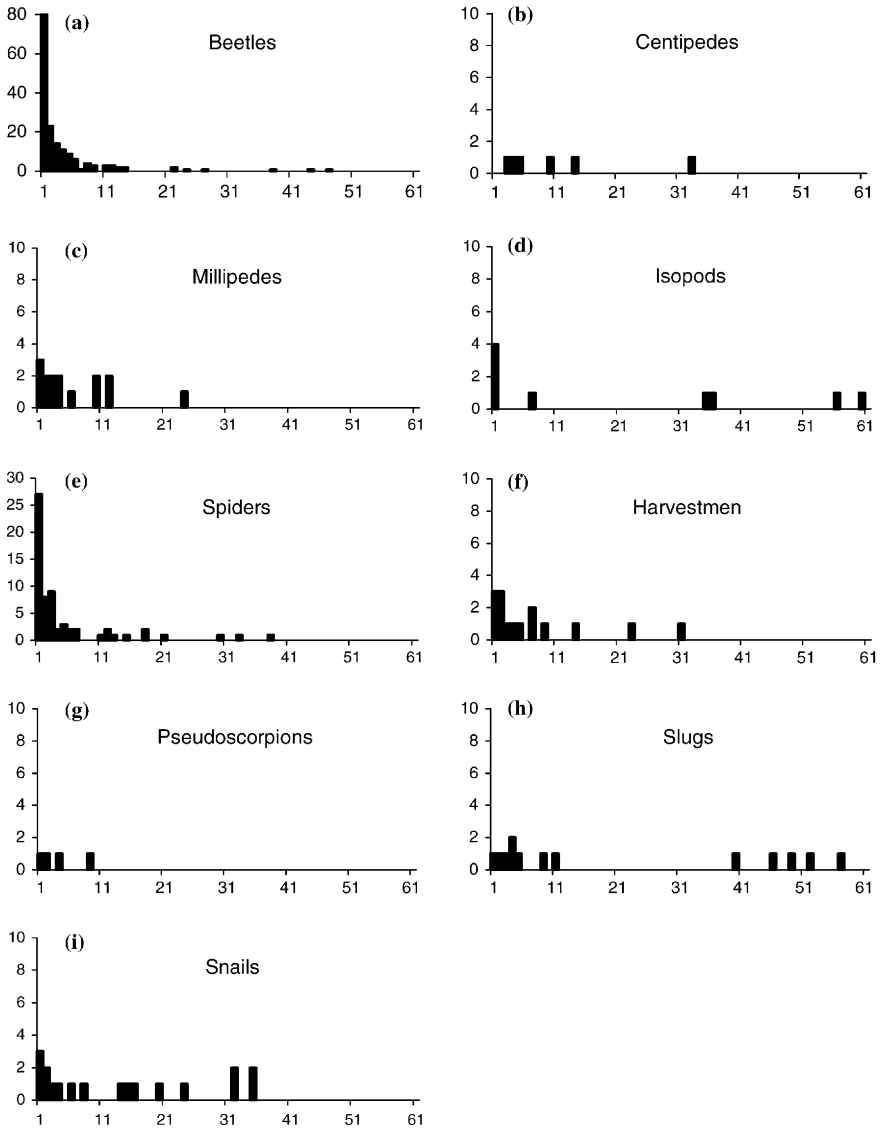 (a)
Beetles
80
60
40
20
0
1 11 21 31 41 51 61
(b)
Centipedes
10
8
6
4
2
0
1 11 21 31 41 51 61
(c)
Millipedes
10
8
6
4
2
0
1 11 21 31 41 51 61
(d)
Isopods
10
8
6
4
2
0
1 11 21 31 41 51 61
(e)
Spiders
30
25
20
15
10
5
0
1 11 21 31 41 51 61
(f)
Harvestmen
10
8
6
4
2
0
1 11 21 31 41 51 61
(g)
Pseudoscorpions
10
8
6
4
2
0
1 11 21 31 41 51 61
(h)
Slugs
10
8
6
4
2
0
1 11 21 31 41 51 61
(i)
Snails
10
8
6
4
2
0
1 11 21 31 41 51 61